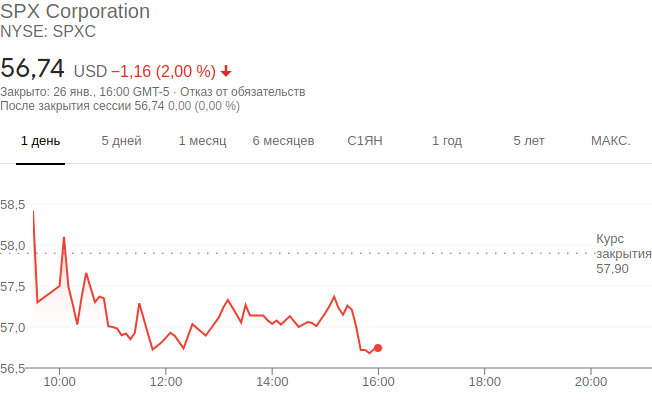 SPX Corporation
NYSE: SPXC
56,74 USD −1,16 (2,00 %)
Закрыто: 26 янв., 16:00 GMT-5 · Отказ от обязательств
После закрытия сессии 56,74 0,00 (0,00 %)
1 день 5 дней 1 месяц 6 месяцев С1ЯН 1 год 5 лет МАКС.
58,5
58,0
57,5
57,0
56,5
Курс
закрытия
57,90
10:00 12:00 14:00 16:00 18:00 20:00